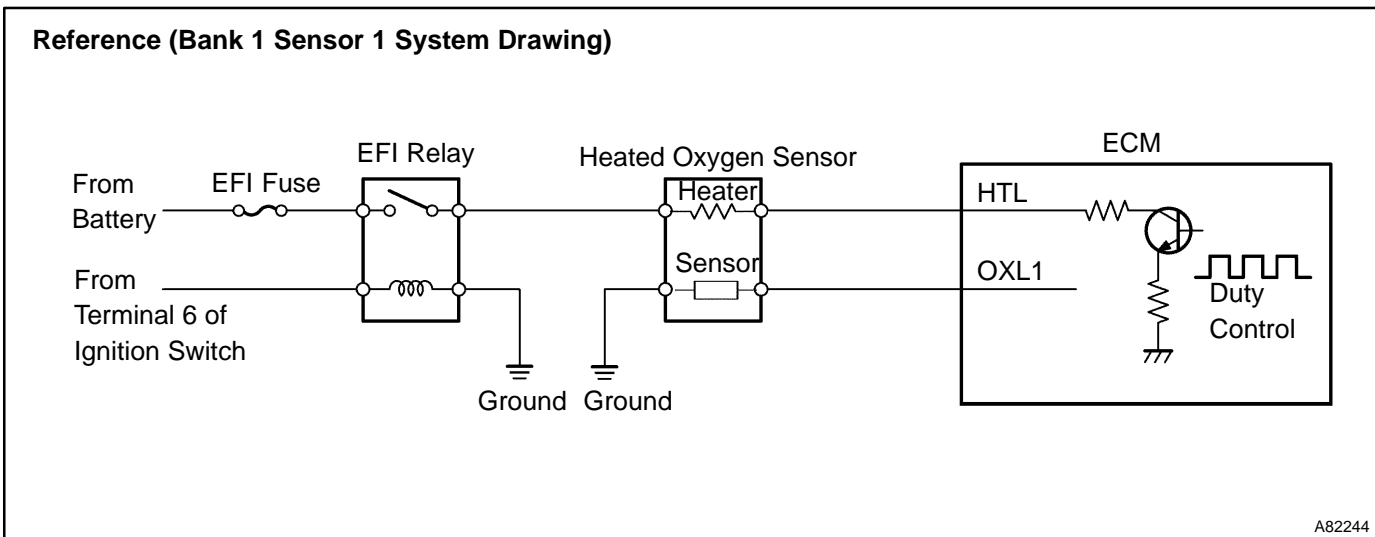 Reference (Bank 1 Sensor 1 System Drawing)
EFI Relay
Heated Oxygen Sensor
ECM
From
Battery
EFI Fuse
Heater
HTL
From
Terminal 6 of
Ignition Switch
Sensor
OXL1
Duty
Control
Ground
Ground
A82244